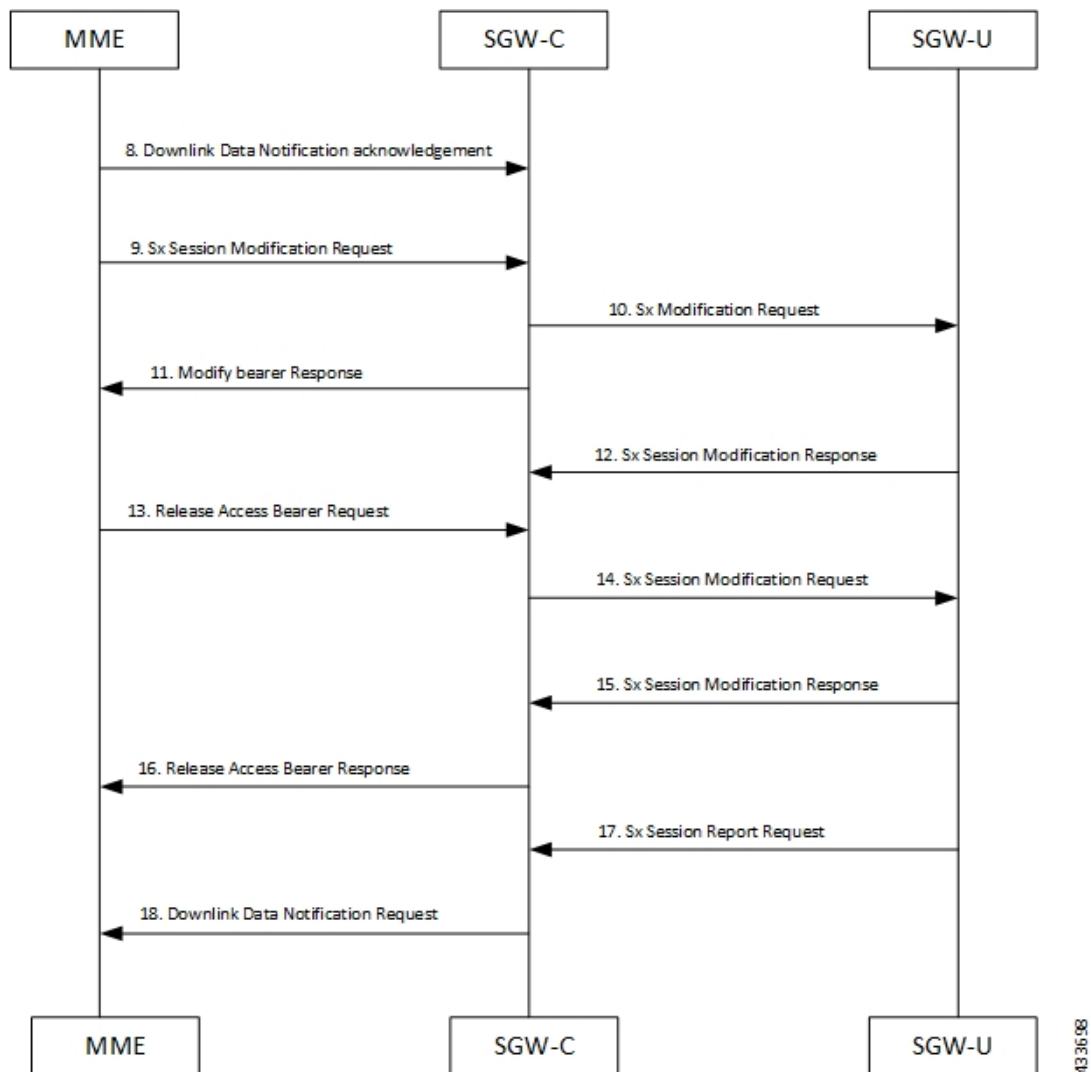 MME
SGW-C
SGW-U
8. Downlink Data Notification acknowledgement
9. Sx Session Modification Request
10. Sx Modification Request
11. Modify bearer Response
12. Sx Session Modification Response
13. Release Access Bearer Request
14. Sx Session Modification Request
15. Sx Session Modification Response
16. Release Access Bearer Response
17. Sx Session Report Request
18. Downlink Data Notification Request
MME
SGW-C
SGW-U